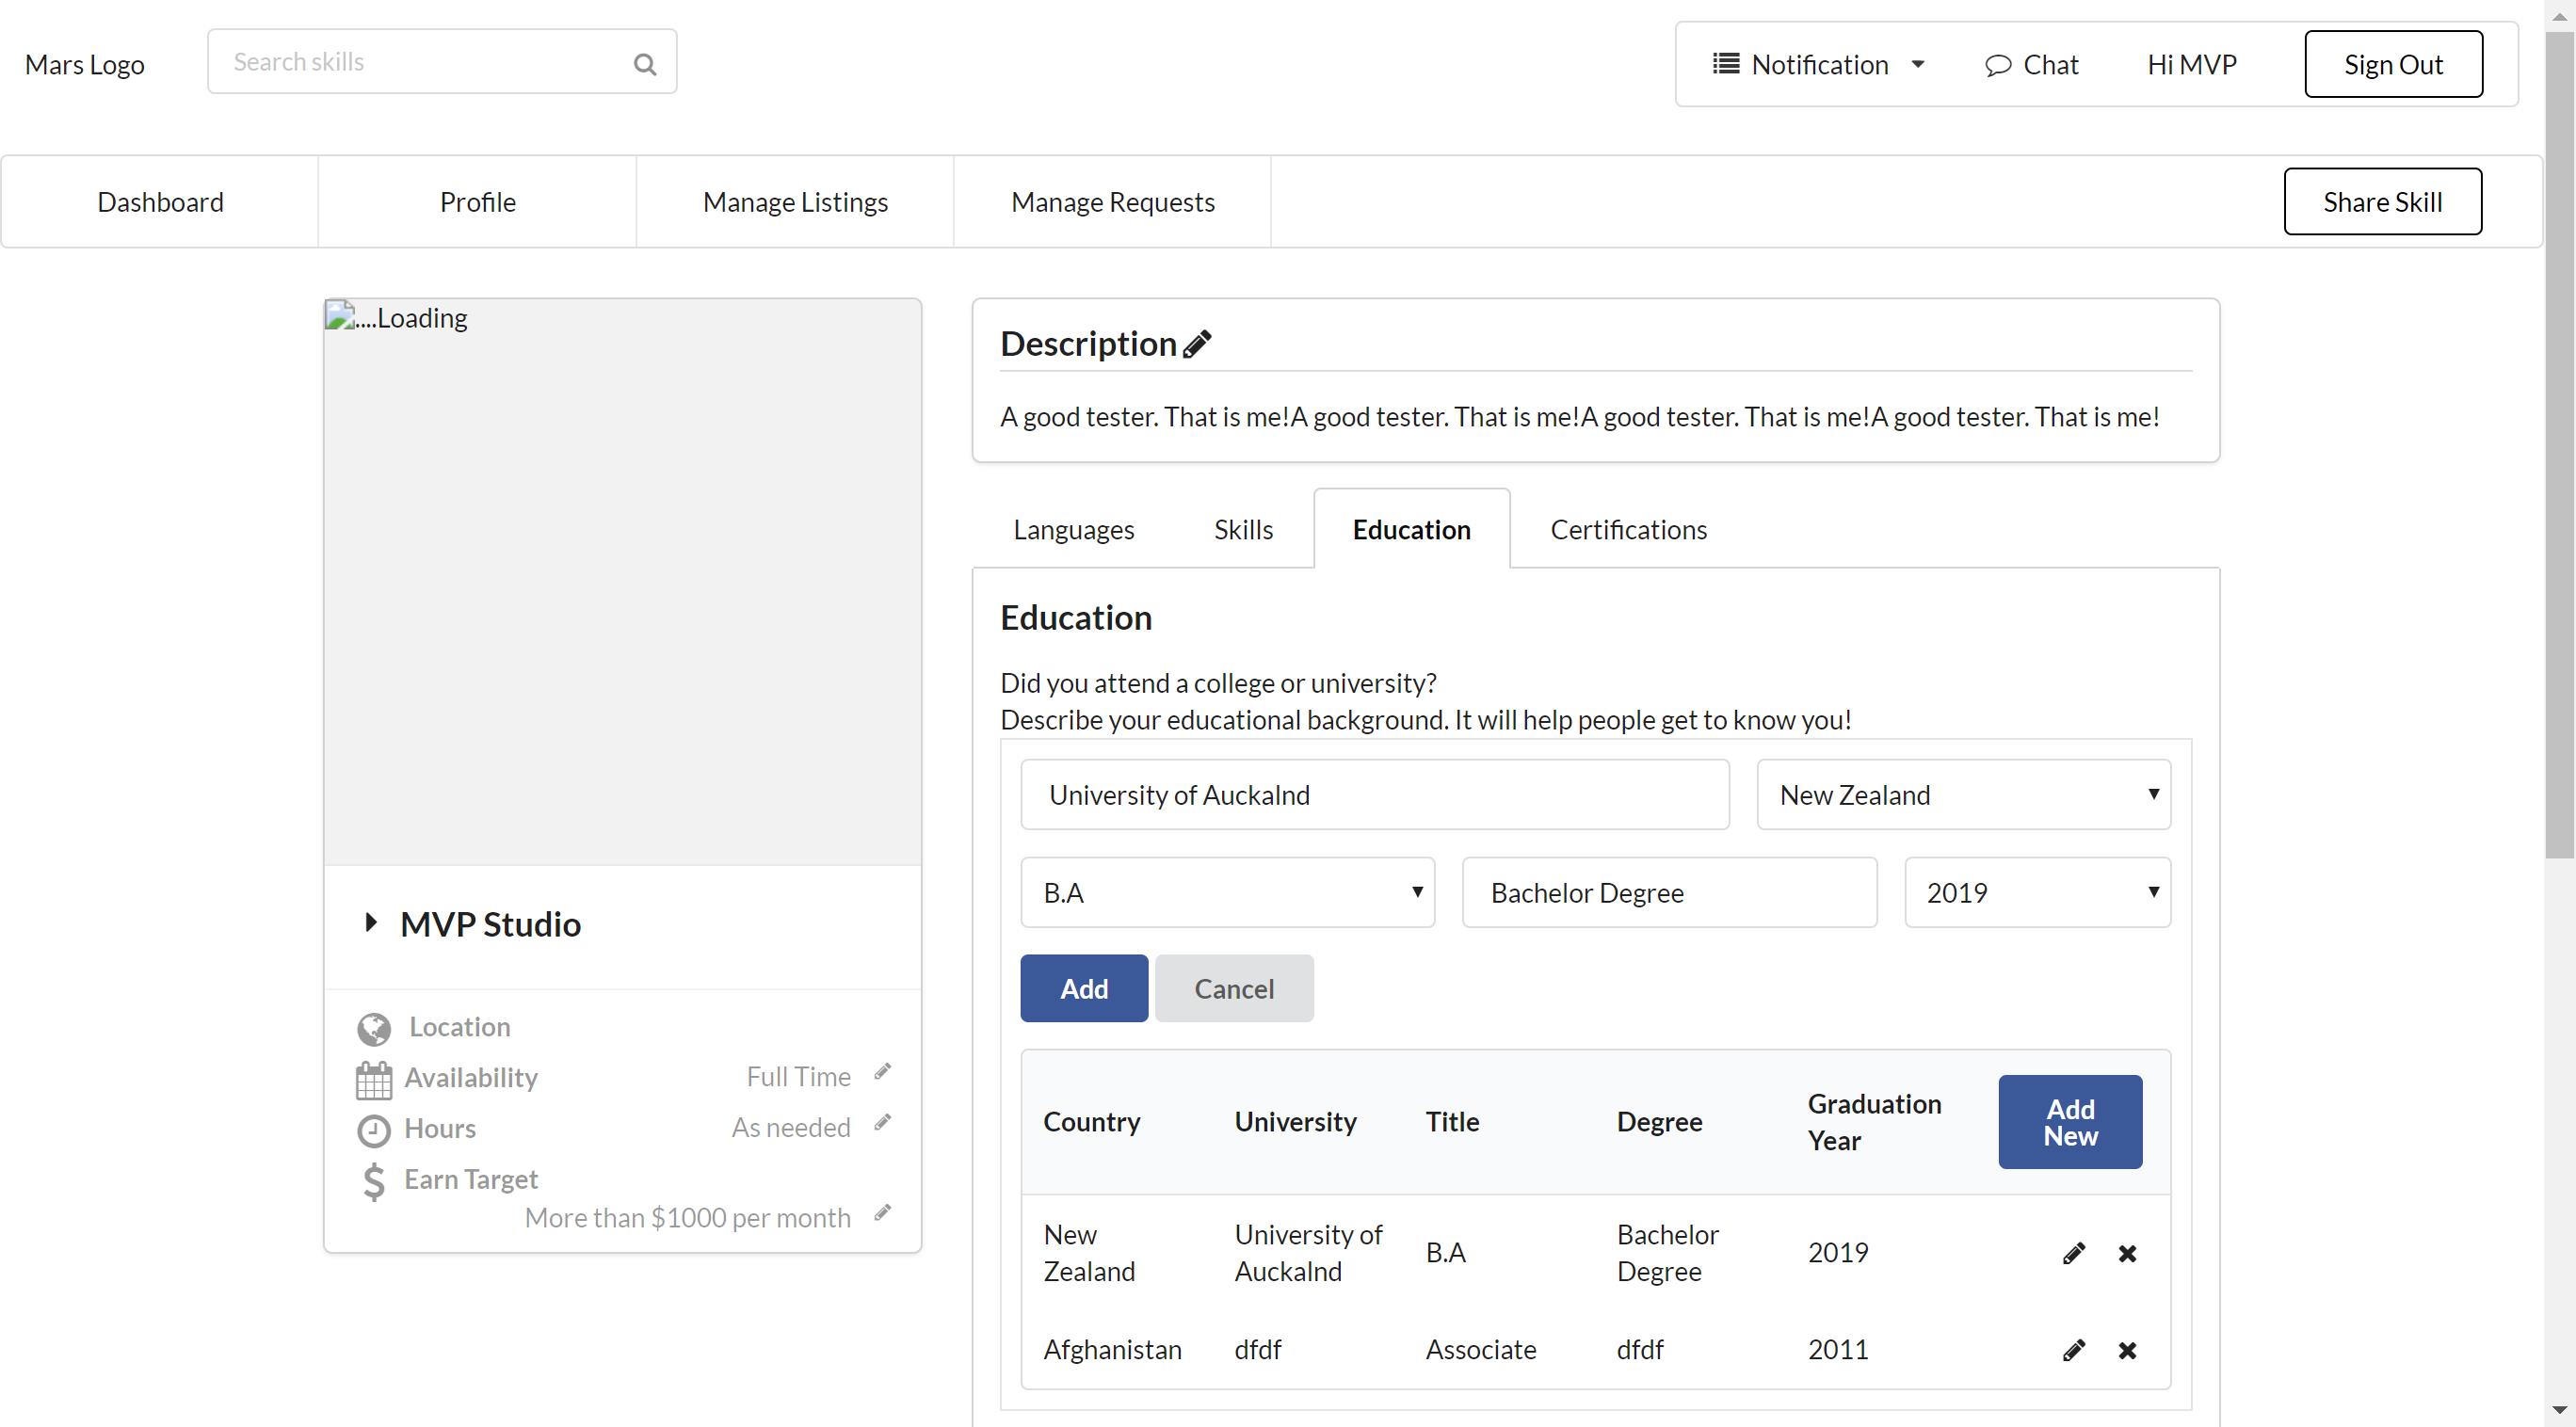 Mars Logo
Search skills
Notification
Chat
Hi MVP
Sign Out
Dashboard
Profile
Manage Listings
Manage Requests
Share Skill
....Loading
MVP Studio
Location
Availability
Full Time
Hours
As needed
Earn Target
More than $1000 per month
Description
A good tester. That is me!A good tester. That is me!A good tester. That is me!A good tester. That is me!
Languages
Skills
Education
Certifications
Education
Did you attend a college or university?
Describe your educational background. It will help people get to know you!
University of Auckalnd
New Zealand
B.A
Bachelor Degree
2019
Add
Cancel
Country
University
Title
Degree
Graduation
Year
Add
New
New
Zealand
University of
Auckalnd
B.A
Bachelor
Degree
2019
Afghanistan
dfdf
Associate
dfdf
2011